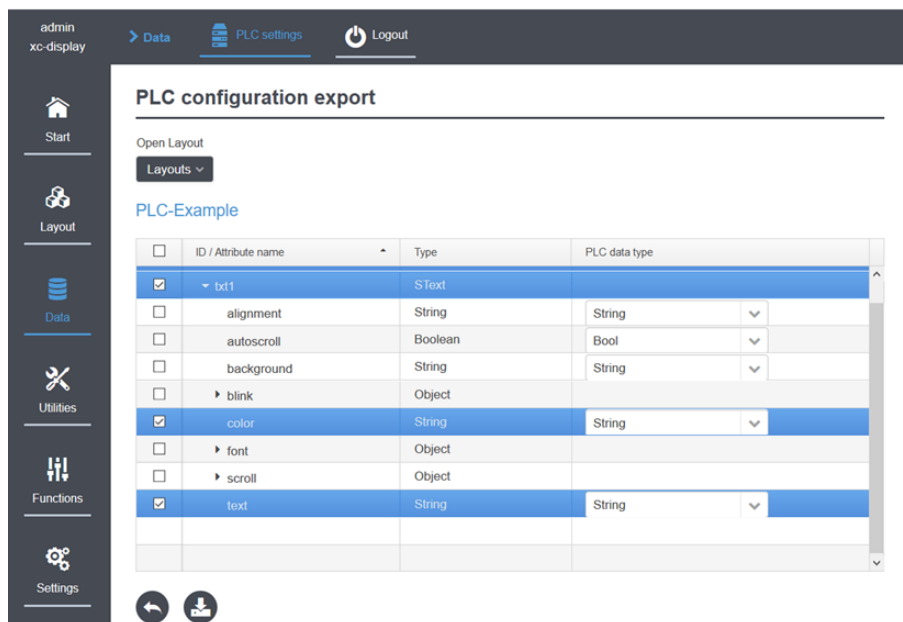 admin
xc-display
Data
PLC settings
Logout
Start
Layout
Data
Utilities
Functions
Settings
PLC configuration export
Open Layout
Layouts
PLC-Example
ID / Attribute name Type PLC data type
txt1 SText
alignment String String
autoscroll Boolean Bool
background String String
blink Object
color String String
font Object
scroll Object
text String String